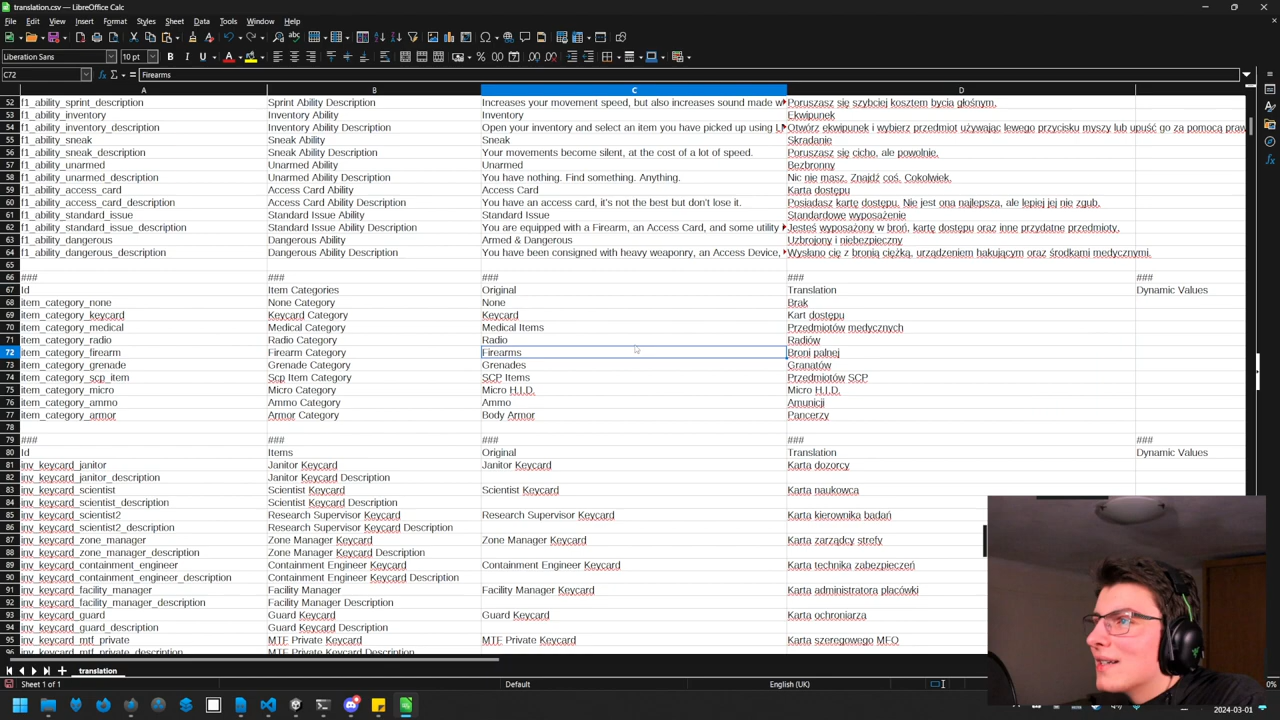 translation.csv — LibreOffice Calc
File Edit View Insert Format Styles Sheet Data Tools Window Help
Liberation Sans 10 pt B I U
C72 Firearms
A B C D
52 f1_ability_sprint_description Sprint Ability Description Increases your movement speed, but also increases sound made w Poruszasz się szybciej kosztem bycia głośnym.
53 f1_ability_inventory Inventory Ability Inventory Ekwipunek
54 f1_ability_inventory_description Inventory Ability Description Open your inventory and select an item you have picked up using L Otwórz ekwipunek i wybierz przedmiot używając lewego przycisku myszy lub upuść go za pomocą praw
55 f1_ability_sneak Sneak Ability Sneak Skradanie
56 f1_ability_sneak_description Sneak Ability Description Your movements become silent, at the cost of a lot of speed. Poruszasz się cicho, ale powolnie.
57 f1_ability_unarmed Unarmed Ability Unarmed Bezbronny
58 f1_ability_unarmed_description Unarmed Ability Description You have nothing. Find something. Anything. Nic nie masz. Znajdź coś. Cokolwiek.
59 f1_ability_access_card Access Card Ability Access Card Karta dostępu
60 f1_ability_access_card_description Access Card Ability Description You have an access card, it's not the best but don't lose it. Posiadasz kartę dostępu. Nie jest ona najlepsza, ale lepiej jej nie zgub.
61 f1_ability_standard_issue Standard Issue Ability Standard Issue Standardowe wyposażenie
62 f1_ability_standard_issue_description Standard Issue Ability Description You are equipped with a Firearm, an Access Card, and some utility Jesteś wyposażony w broń, kartę dostępu oraz inne przydatne przedmioty.
63 f1_ability_dangerous Dangerous Ability Armed & Dangerous Uzbrojony i niebezpieczny
64 f1_ability_dangerous_description Dangerous Ability Description You have been consigned with heavy weaponry, an Access Device, Wysłano cię z bronią ciężką, urządzeniem hakującym oraz środkami medycznymi.
65
66 ### ### ### ### ###
67 Id Item Categories Original Translation Dynamic Values
68 item_category_none None Category None Brak
69 item_category_keycard Keycard Category Keycard Kart dostępu
70 item_category_medical Medical Category Medical Items Przedmiotów medycznych
71 item_category_radio Radio Category Radio Radiów
72 item_category_firearm Firearm Category Firearms Broni palnej
73 item_category_grenade Grenade Category Grenades Granatów
74 item_category_scp_item Scp Item Category SCP Items Przedmiotów SCP
75 item_category_micro Micro Category Micro H.I.D. Micro H.I.D.
76 item_category_ammo Ammo Category Ammo Amunicji
77 item_category_armor Armor Category Body Armor Pancerzy
78
79 ### ### ### ### ###
80 Id Items Original Translation Dynamic Values
81 inv_keycard_janitor Janitor Keycard Janitor Keycard Karta dozorcy
82 inv_keycard_janitor_description Janitor Keycard Description
83 inv_keycard_scientist Scientist Keycard Scientist Keycard Karta naukowca
84 inv_keycard_scientist_description Scientist Keycard Description
85 inv_keycard_scientist2 Research Supervisor Keycard Research Supervisor Keycard Karta kierownika badań
86 inv_keycard_scientist2_description Research Supervisor Keycard Description
87 inv_keycard_zone_manager Zone Manager Keycard Zone Manager Keycard Karta zarządcy strefy
88 inv_keycard_zone_manager_description Zone Manager Keycard Description
89 inv_keycard_containment_engineer Containment Engineer Keycard Containment Engineer Keycard Karta technika zabezpieczeń
90 inv_keycard_containment_engineer_description Containment Engineer Keycard Description
91 inv_keycard_facility_manager Facility Manager Facility Manager Keycard Karta administratora placówki
92 inv_keycard_facility_manager_description Facility Manager Description
93 inv_keycard_guard Guard Keycard Guard Keycard Karta ochroniarza
94 inv_keycard_guard_description Guard Keycard Description
95 inv_keycard_mtf_private MTF Private Keycard MTF Private Keycard Karta szeregowego MFO
96 inv_keycard_mtf_private_description MTF Private Keycard Description
translation
Sheet 1 of 1 Default English (UK) 0%
2024-03-01